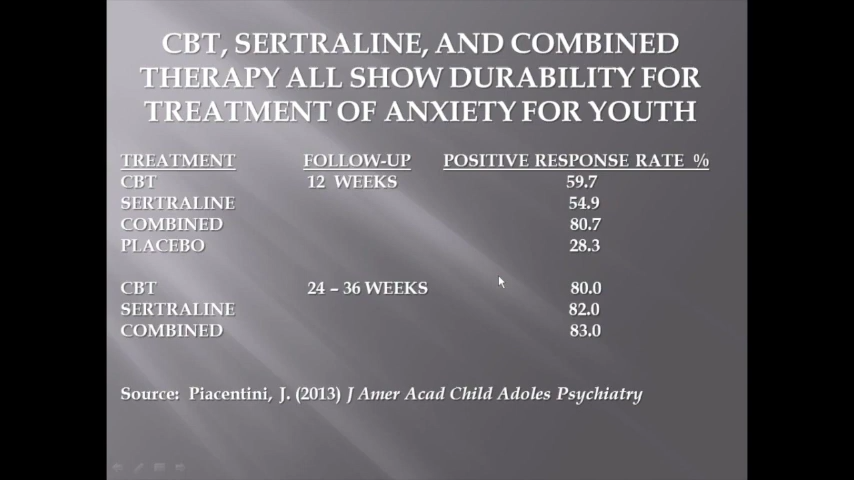 CBT, SERTRALINE, AND COMBINED
THERAPY ALL SHOW DURABILITY FOR
TREATMENT OF ANXIETY FOR YOUTH
TREATMENT FOLLOW-UP POSITIVE RESPONSE RATE %
CBT 12 WEEKS 59.7
SERTRALINE 54.9
COMBINED 80.7
PLACEBO 28.3
CBT 24 – 36 WEEKS 80.0
SERTRALINE 82.0
COMBINED 83.0
Source: Piacentini, J. (2013) J Amer Acad Child Adoles Psychiatry